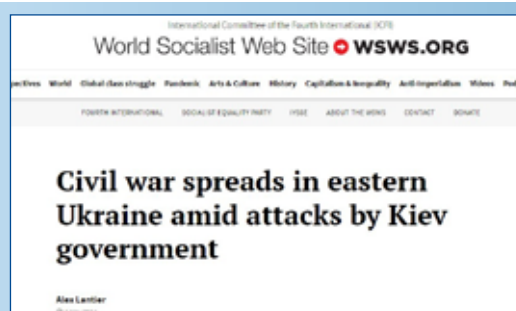 International Committee of the Fourth International (ICFI)
World Socialist Web Site WSWS.ORG
pectives World Global class struggle Pandemic Arts & Culture History Capitalism & Inequality Anti-Imperialism Videos Pod
FOURTH INTERNATIONAL SOCIALIST EQUALITY PARTY IYSSE ABOUT THE WSWS CONTACT DONATE
Civil war spreads in eastern
Ukraine amid attacks by Kiev
government
Alex Lantier